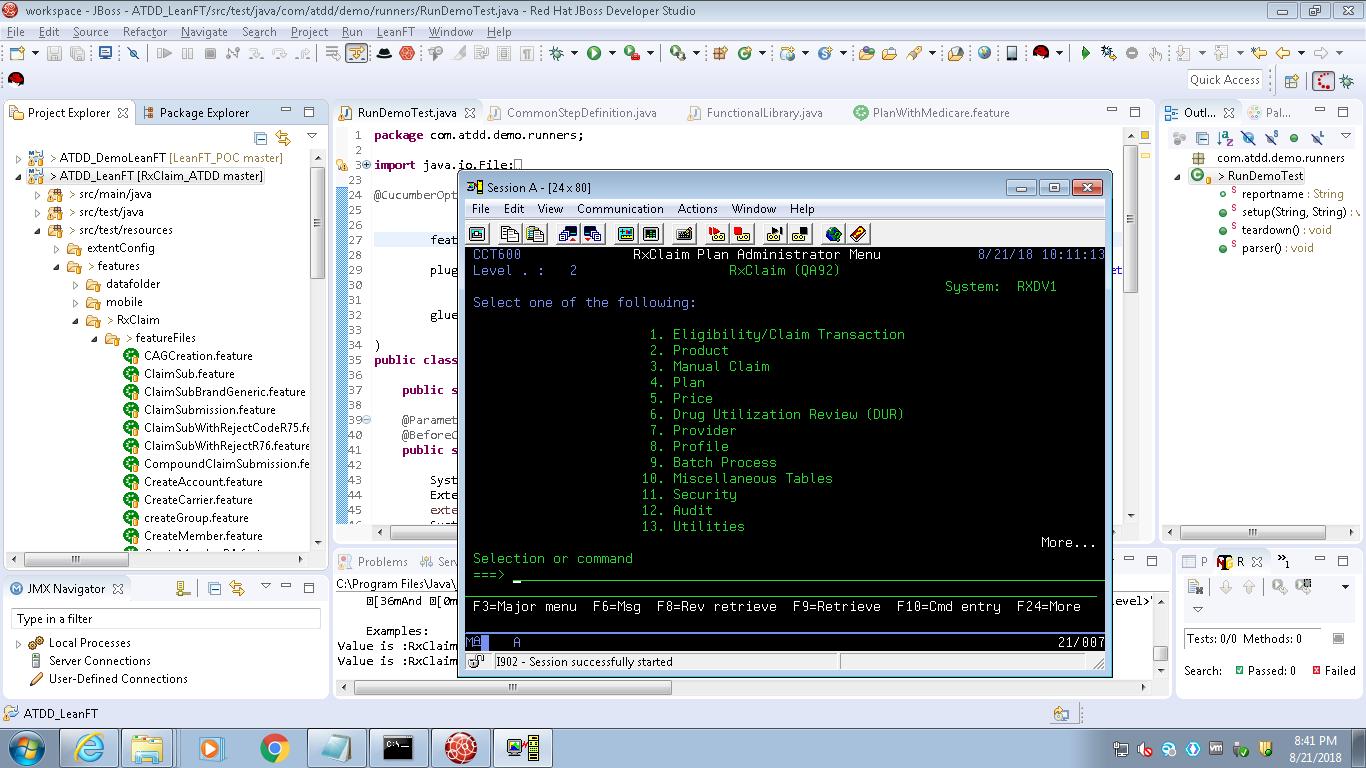 workspace - JBoss - ATDD_LeanFT/src/test/java/com/atdd/demo/runners/RunDemoTest.java - Red Hat JBoss Developer Studio
File Edit Source Refactor Navigate Search Project Run LeanFT Window Help
Quick Access
Project Explorer Package Explorer
> ATDD_DemoLeanFT [LeanFT_POC master]
> ATDD_LeanFT [RxClaim_ATDD master]
> src/main/java
> src/test/java
> src/test/resources
extentConfig
> features
datafolder
mobile
> RxClaim
> featureFiles
CAGCreation.feature
ClaimSub.feature
ClaimSubBrandGeneric.feature
ClaimSubmission.feature
ClaimSubWithRejectCodeR75.fe
ClaimSubWithRejectR76.feature
CompoundClaimSubmission.fe
CreateAccount.feature
CreateCarrier.feature
createGroup.feature
CreateMember.feature
RunDemoTest.java CommonStepDefinition.java FunctionalLibrary.java PlanWithMedicare.feature
1 package com.atdd.demo.runners;
2
3 import java.io.File;
23
24 @CucumberOpt
25
26
27 feat
28
29 plug
30
31
32 glue
33
34 )
35 public class
36
37 public s
38
39 @Paramet
40 @BeforeC
41 public s
42
43 Syst
44 Exte
45 exte
Session A - [24 x 80]
File Edit View Communication Actions Window Help
CCT600 RxClaim Plan Administrator Menu 8/21/18 10:11:13
Level . : 2 RxClaim (QA92)
System: RXDV1
Select one of the following:
1. Eligibility/Claim Transaction
2. Product
3. Manual Claim
4. Plan
5. Price
6. Drug Utilization Review (DUR)
7. Provider
8. Profile
9. Batch Process
10. Miscellaneous Tables
11. Security
12. Audit
13. Utilities
More...
Selection or command
===>
F3=Major menu F6=Msg F8=Rev retrieve F9=Retrieve F10=Cmd entry F24=More
MA A 21/007
I902 - Session successfully started
Outl... Pal...
com.atdd.demo.runners
> RunDemoTest
reportname : String
setup(String, String) : v
teardown() : void
parser() : void
JMX Navigator
Type in a filter
Local Processes
Server Connections
User-Defined Connections
Problems Serv
C:\Program Files\Java\
[36mAnd [0m
level>"
Examples:
Value is :RxClaim
Value is :RxClaim
P R
Tests: 0/0 Methods: 0
Search: Passed: 0 Failed
ATDD_LeanFT
8:41 PM
8/21/2018